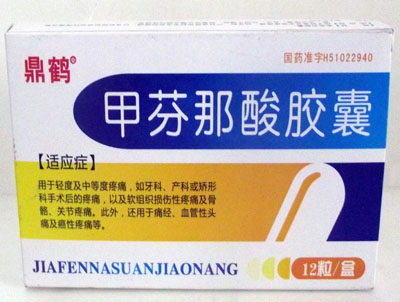 国药准字H51022940
鼎鹤®
甲芬那酸胶囊
【适应症】
用于轻度及中等度疼痛，如牙科、产科或矫形
科手术后的疼痛，以及软组织损伤性疼痛及骨
骼、关节疼痛。此外，还用于痛经、血管性头
痛及癌性疼痛等。
JIAFENNASUANJIAONANG
12粒/盒